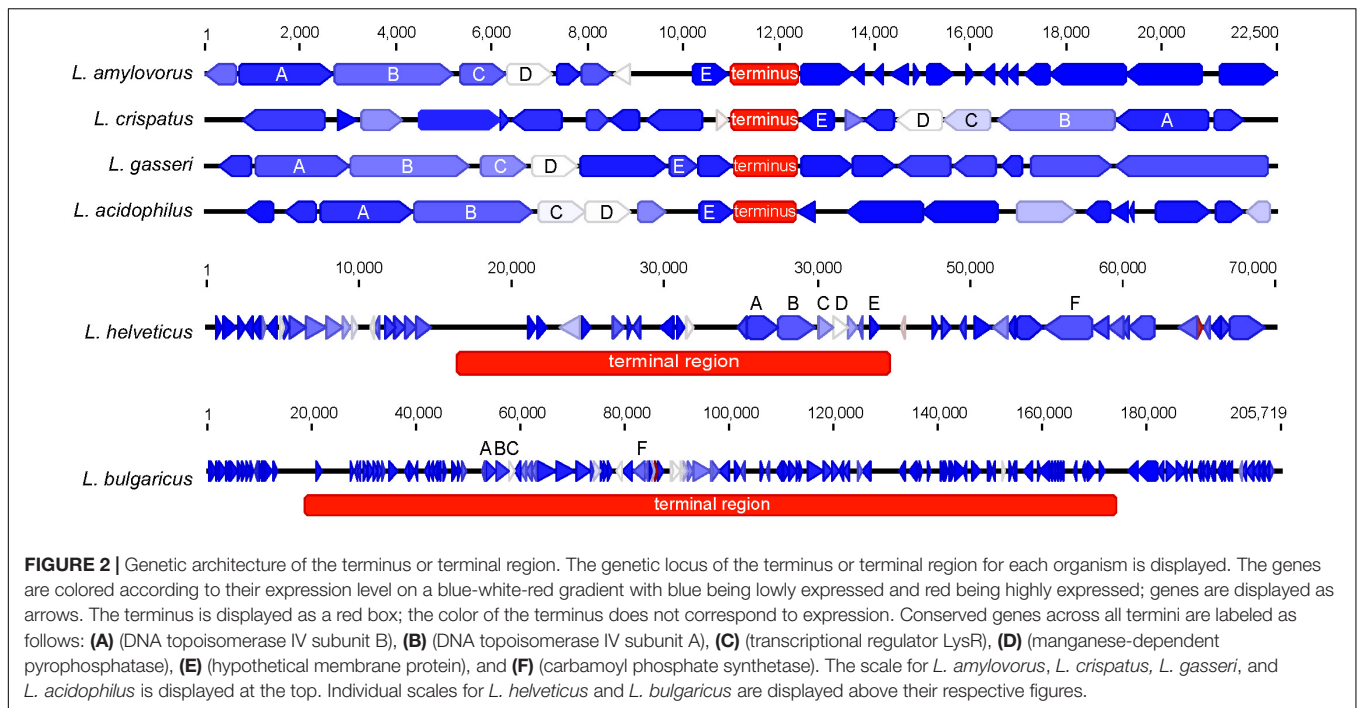 1 2,000 4,000 6,000 8,000 10,000 12,000 14,000 16,000 18,000 20,000 22,500
L. amylovorus A B C D E terminus
L. crispatus terminus E D C B A
L. gasseri A B C D E terminus
L. acidophilus A B C D E terminus
1 10,000 20,000 30,000 30,000 50,000 60,000 70,000
A B C D E F
L. helveticus
terminal region
1 20,000 40,000 60,000 80,000 100,000 120,000 140,000 160,000 180,000 205,719
A B C F
L. bulgaricus
terminal region
FIGURE 2 | Genetic architecture of the terminus or terminal region. The genetic locus of the terminus or terminal region for each organism is displayed. The genes
are colored according to their expression level on a blue-white-red gradient with blue being lowly expressed and red being highly expressed; genes are displayed as
arrows. The terminus is displayed as a red box; the color of the terminus does not correspond to expression. Conserved genes across all termini are labeled as
follows: (A) (DNA topoisomerase IV subunit B), (B) (DNA topoisomerase IV subunit A), (C) (transcriptional regulator LysR), (D) (manganese-dependent
pyrophosphatase), (E) (hypothetical membrane protein), and (F) (carbamoyl phosphate synthetase). The scale for L. amylovorus, L. crispatus, L. gasseri, and
L. acidophilus is displayed at the top. Individual scales for L. helveticus and L. bulgaricus are displayed above their respective figures.